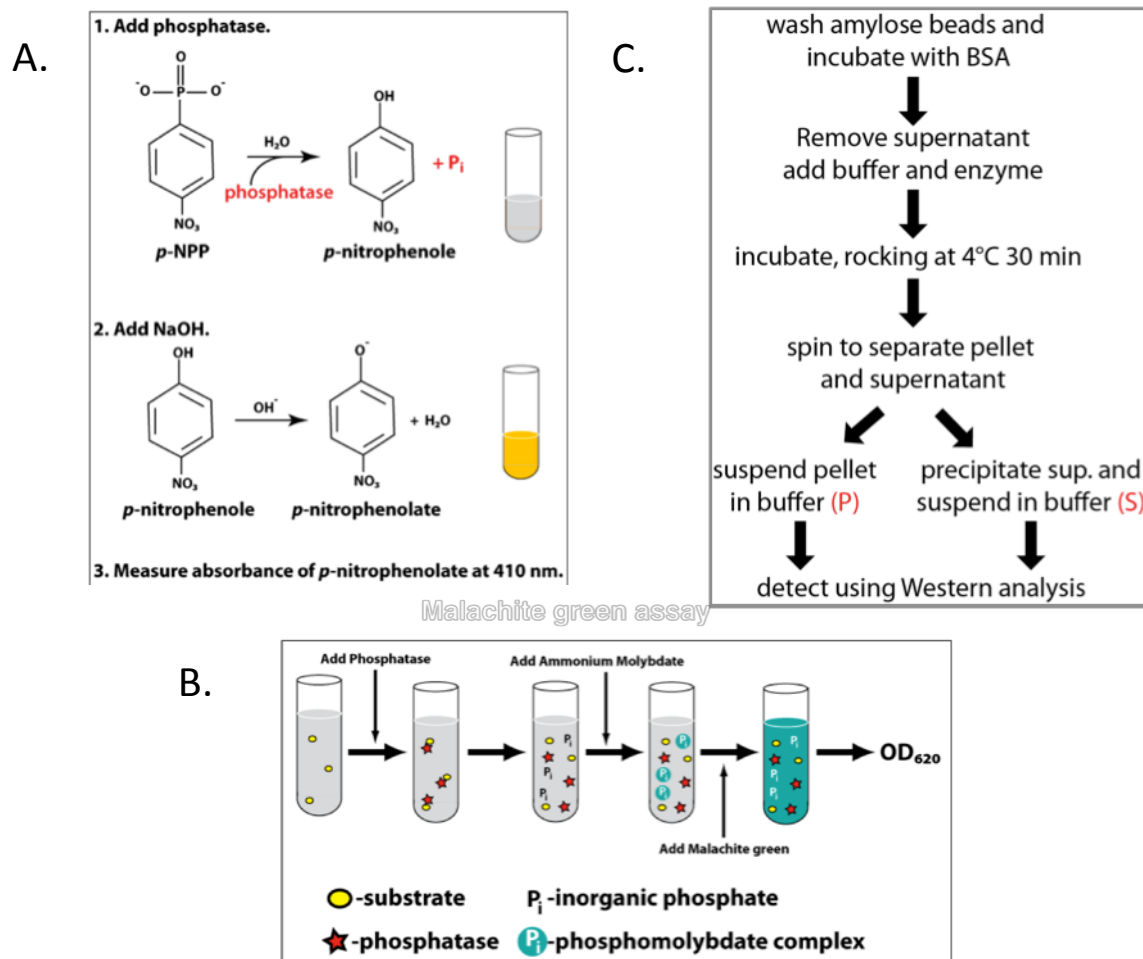 A.
1. Add phosphatase.
O
⁻O—P—O⁻
OH
H₂O
+ Pᵢ
phosphatase
NO₃
NO₃
p-NPP
p-nitrophenole
2. Add NaOH.
OH
O⁻
OH⁻
+ H₂O
NO₃
NO₃
p-nitrophenole
p-nitrophenolate
3. Measure absorbance of p-nitrophenolate at 410 nm.
C.
wash amylose beads and
incubate with BSA
Remove supernatant
add buffer and enzyme
incubate, rocking at 4°C 30 min
spin to separate pellet
and supernatant
suspend pellet
in buffer (P)
precipitate sup. and
suspend in buffer (S)
detect using Western analysis
Malachite green assay
B.
Add Phosphatase
Add Ammonium Molybdate
Pᵢ
Pᵢ
Pᵢ
Pᵢ
Pᵢ
Pᵢ
Pᵢ
Pᵢ
Pᵢ
OD₆₂₀
Add Malachite green
-substrate
Pᵢ -inorganic phosphate
-phosphatase
Pᵢ -phosphomolybdate complex